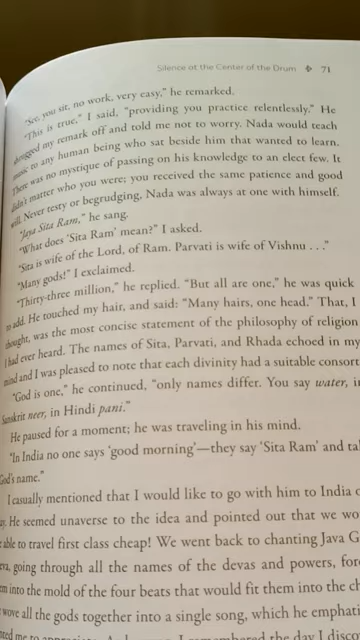 Silence at the Center of the Drum ❖ 71
"See, you sit, no work, very easy," he remarked.
"This is true," I said, "providing you practice relentlessly." He
shrugged my remark off and told me not to worry. Nada would teach
music to any human being who sat beside him that wanted to learn.
There was no mystique of passing on his knowledge to an elect few. It
didn't matter who you were; you received the same patience and good
will. Never testy or begrudging, Nada was always at one with himself.
"Jaya Sita Ram," he sang.
"What does 'Sita Ram' mean?" I asked.
"Sita is wife of the Lord, of Ram. Parvati is wife of Vishnu . . ."
"Many gods!" I exclaimed.
"Thirty-three million," he replied. "But all are one," he was quick
to add. He touched my hair, and said: "Many hairs, one head." That, I
thought, was the most concise statement of the philosophy of religion
I had ever heard. The names of Sita, Parvati, and Rhada echoed in my
mind and I was pleased to note that each divinity had a suitable consort
"God is one," he continued, "only names differ. You say water, in
Sanskrit neer, in Hindi pani."
He paused for a moment; he was traveling in his mind.
"In India no one says 'good morning'—they say 'Sita Ram' and ta
God's name."
I casually mentioned that I would like to go with him to India
He seemed unaverse to the idea and pointed out that we wo
able to travel first class cheap! We went back to chanting Java G
going through all the names of the devas and powers, for
into the mold of the four beats that would fit them into the
wove all the gods together into a single song, which he emphati
me to I remembered the day I